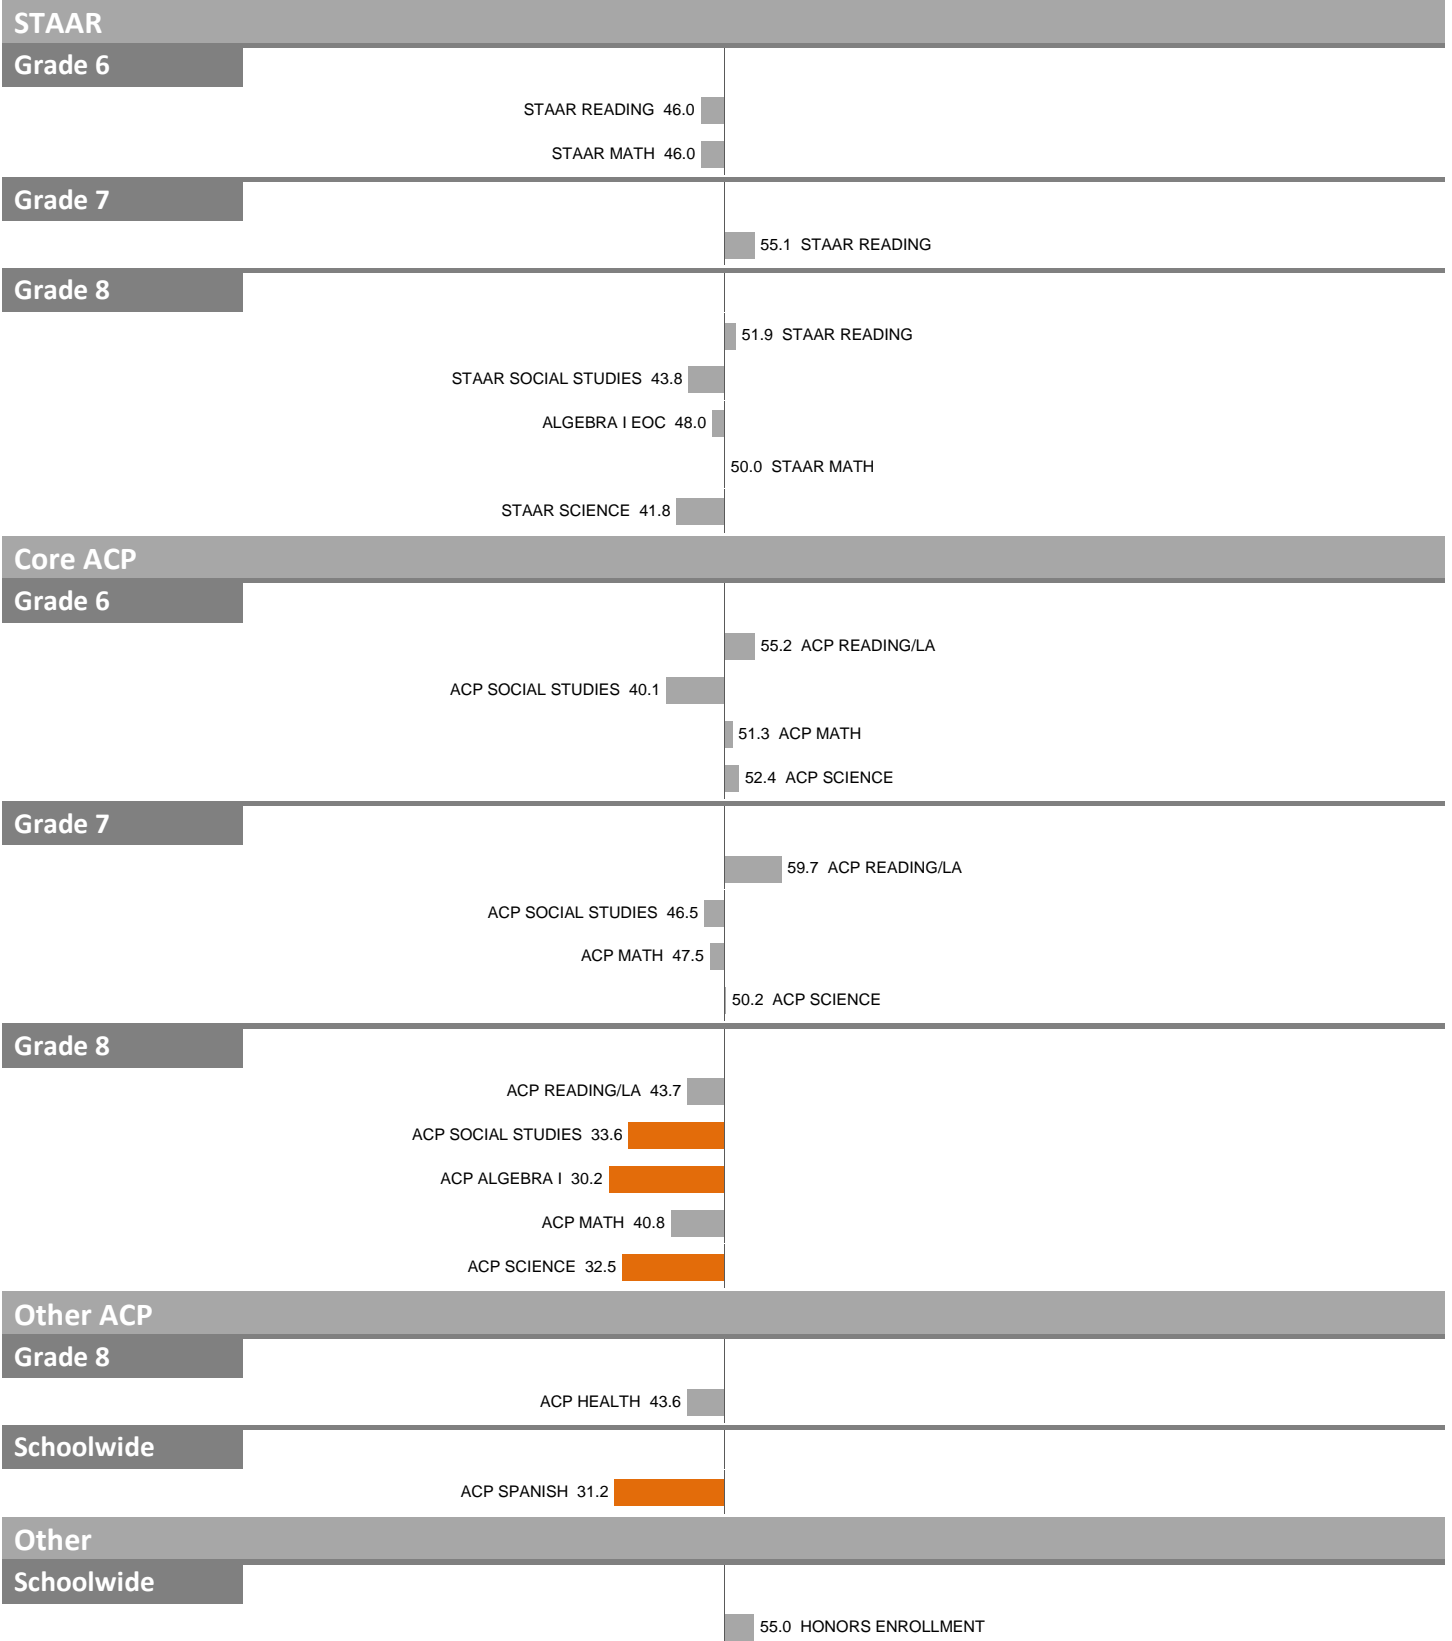 STAAR
Grade 6
STAAR READING 46.0
STAAR MATH 46.0
Grade 7
55.1 STAAR READING
Grade 8
51.9 STAAR READING
STAAR SOCIAL STUDIES 43.8
ALGEBRA I EOC 48.0
50.0 STAAR MATH
STAAR SCIENCE 41.8
Core ACP
Grade 6
55.2 ACP READING/LA
ACP SOCIAL STUDIES 40.1
51.3 ACP MATH
52.4 ACP SCIENCE
Grade 7
59.7 ACP READING/LA
ACP SOCIAL STUDIES 46.5
ACP MATH 47.5
50.2 ACP SCIENCE
Grade 8
ACP READING/LA 43.7
ACP SOCIAL STUDIES 33.6
ACP ALGEBRA I 30.2
ACP MATH 40.8
ACP SCIENCE 32.5
Other ACP
Grade 8
ACP HEALTH 43.6
Schoolwide
ACP SPANISH 31.2
Other
Schoolwide
55.0 HONORS ENROLLMENT